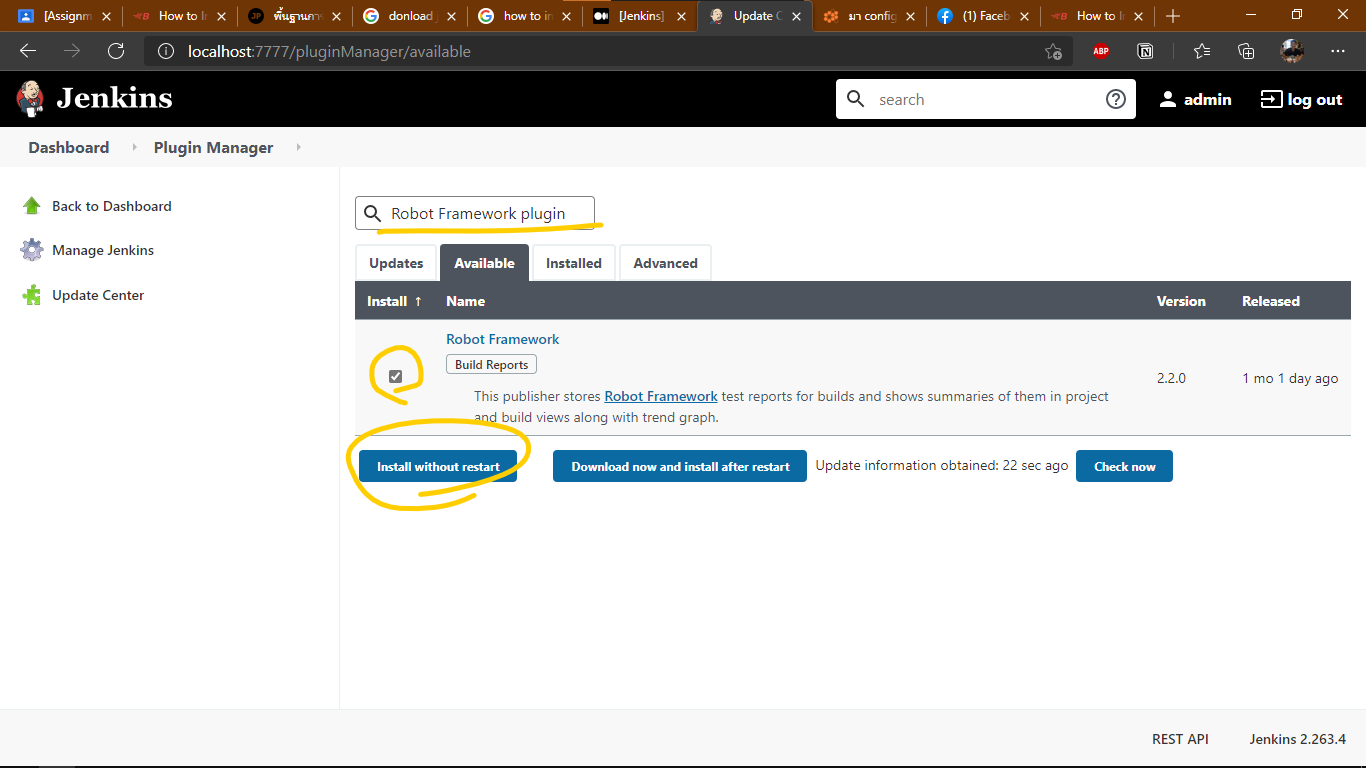 [Assignm
How to In
พื้นฐานกา
donload j
how to in
[Jenkins]
Update C
มา config
(1) Faceb
How to In
localhost:7777/pluginManager/available
ABP
Jenkins
search
admin
log out
Dashboard
Plugin Manager
Back to Dashboard
Manage Jenkins
Update Center
Robot Framework plugin
Updates
Available
Installed
Advanced
Install ↑
Name
Version
Released
Robot Framework
Build Reports
This publisher stores Robot Framework test reports for builds and shows summaries of them in project
and build views along with trend graph.
2.2.0
1 mo 1 day ago
Install without restart
Download now and install after restart
Update information obtained: 22 sec ago
Check now
REST API
Jenkins 2.263.4